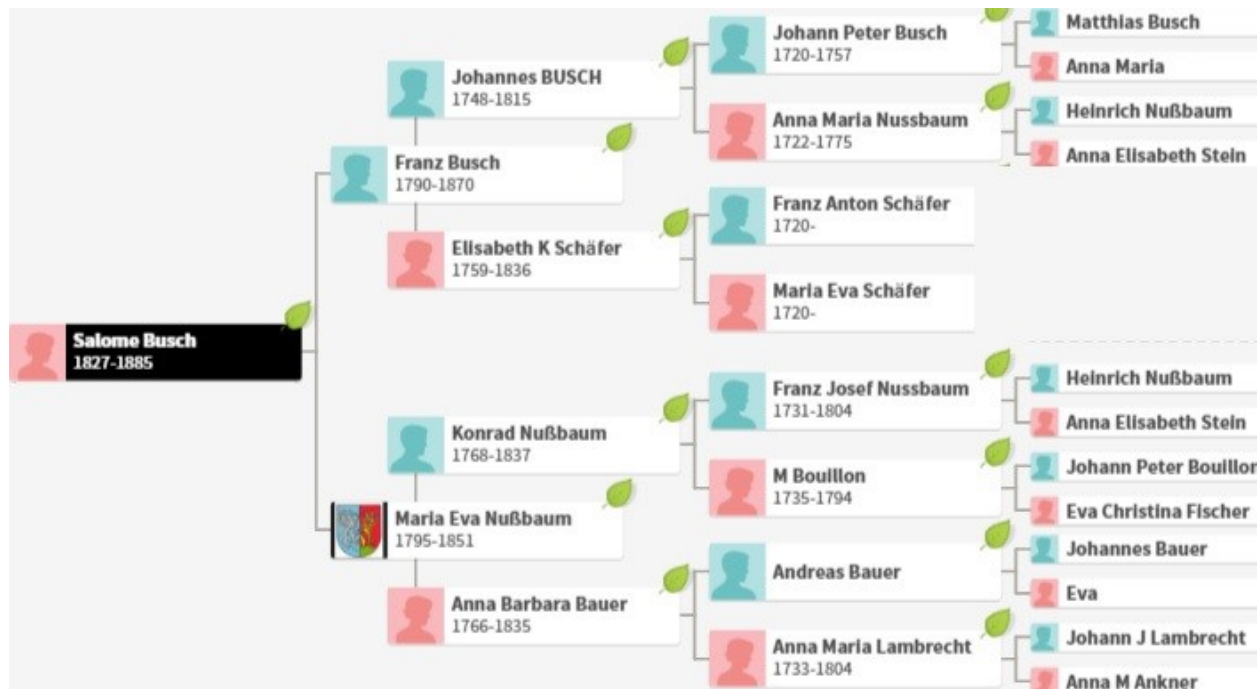 Salome Busch
1827-1885
Franz Busch
1790-1870
Maria Eva Nußbaum
1795-1851
Johannes BUSCH
1748-1815
Elisabeth K Schäfer
1759-1836
Konrad Nußbaum
1768-1837
Anna Barbara Bauer
1766-1835
Johann Peter Busch
1720-1757
Anna Maria Nussbaum
1722-1775
Franz Anton Schäfer
1720-
Maria Eva Schäfer
1720-
Franz Josef Nussbaum
1731-1804
M Bouillon
1735-1794
Andreas Bauer
Anna Maria Lambrecht
1733-1804
Matthias Busch
Anna Maria
Heinrich Nußbaum
Anna Elisabeth Stein
Heinrich Nußbaum
Anna Elisabeth Stein
Johann Peter Bouillon
Eva Christina Fischer
Johannes Bauer
Eva
Johann J Lambrecht
Anna M Ankner